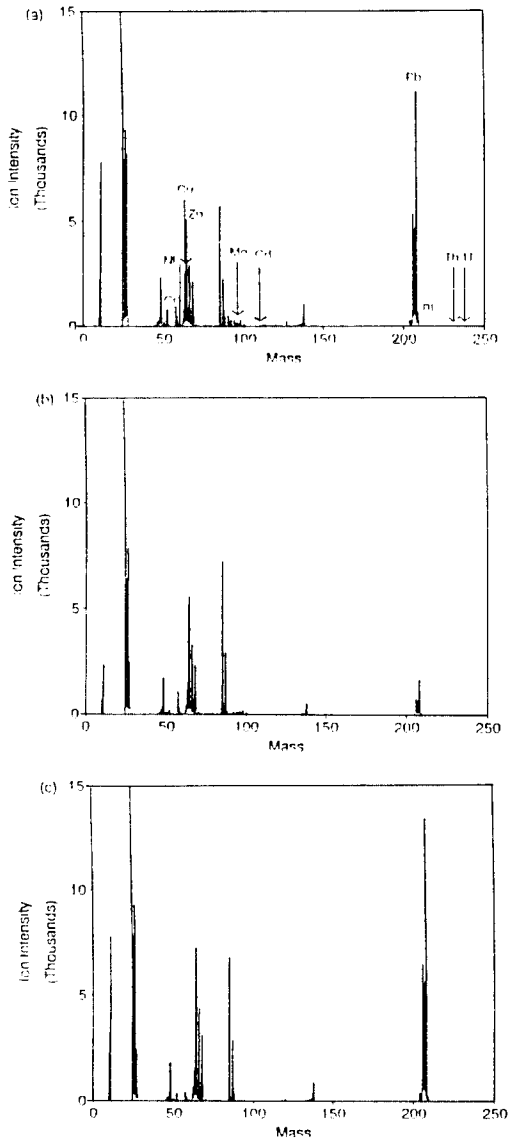 (a)
15
10
5
0
Ion Intensity
(Thousands)
Pb
Cu
Zn
Ni
Cr
Mo
Cd
Th U
Bi
0 50 100 150 200 250
Mass
(b)
15
10
5
0
Ion Intensity
(Thousands)
0 50 100 150 200 250
Mass
(c)
15
10
5
0
Ion Intensity
(Thousands)
0 50 100 150 200 250
Mass